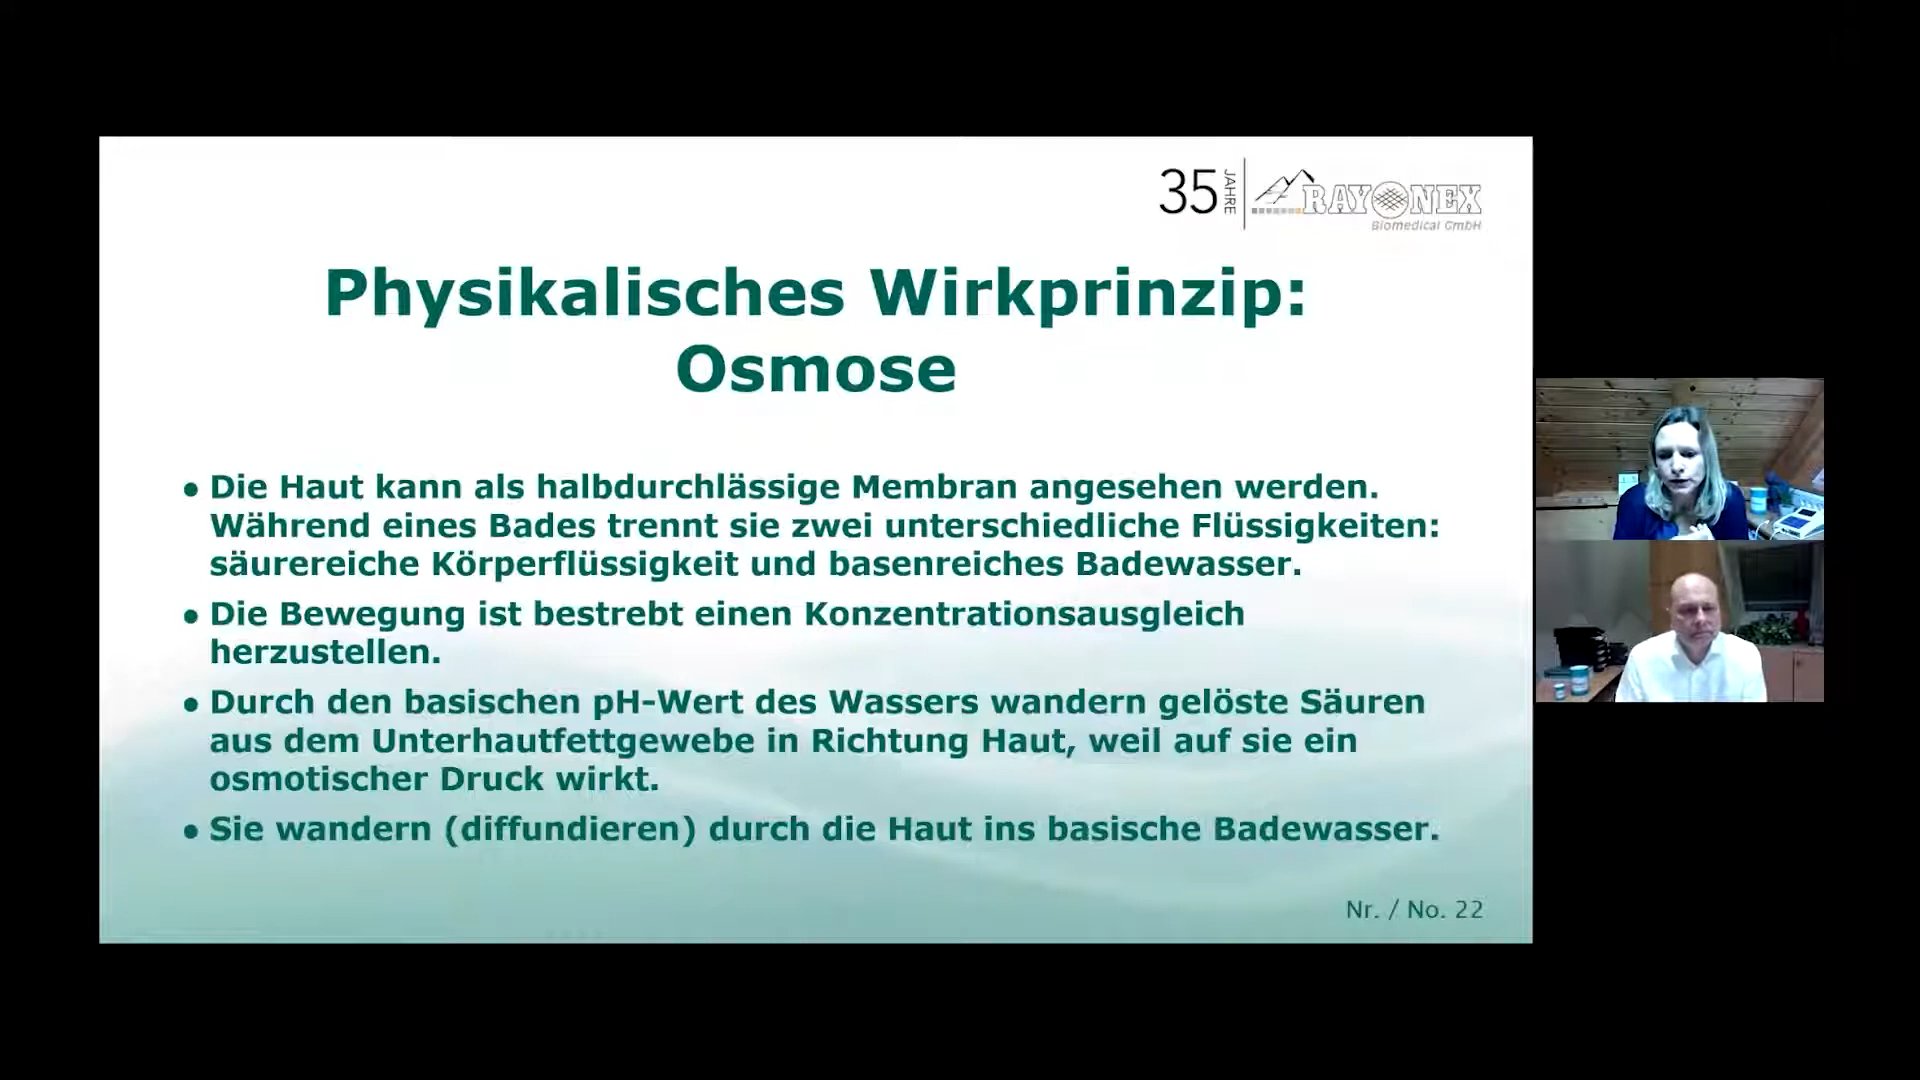 35 JAHRE
RAYONEX
Biomedical GmbH
Physikalisches Wirkprinzip:
Osmose
• Die Haut kann als halbdurchlässige Membran angesehen werden.
Während eines Bades trennt sie zwei unterschiedliche Flüssigkeiten:
säurereiche Körperflüssigkeit und basenreiches Badewasser.
• Die Bewegung ist bestrebt einen Konzentrationsausgleich
herzustellen.
• Durch den basischen pH-Wert des Wassers wandern gelöste Säuren
aus dem Unterhautfettgewebe in Richtung Haut, weil auf sie ein
osmotischer Druck wirkt.
• Sie wandern (diffundieren) durch die Haut ins basische Badewasser.
Nr. / No. 22